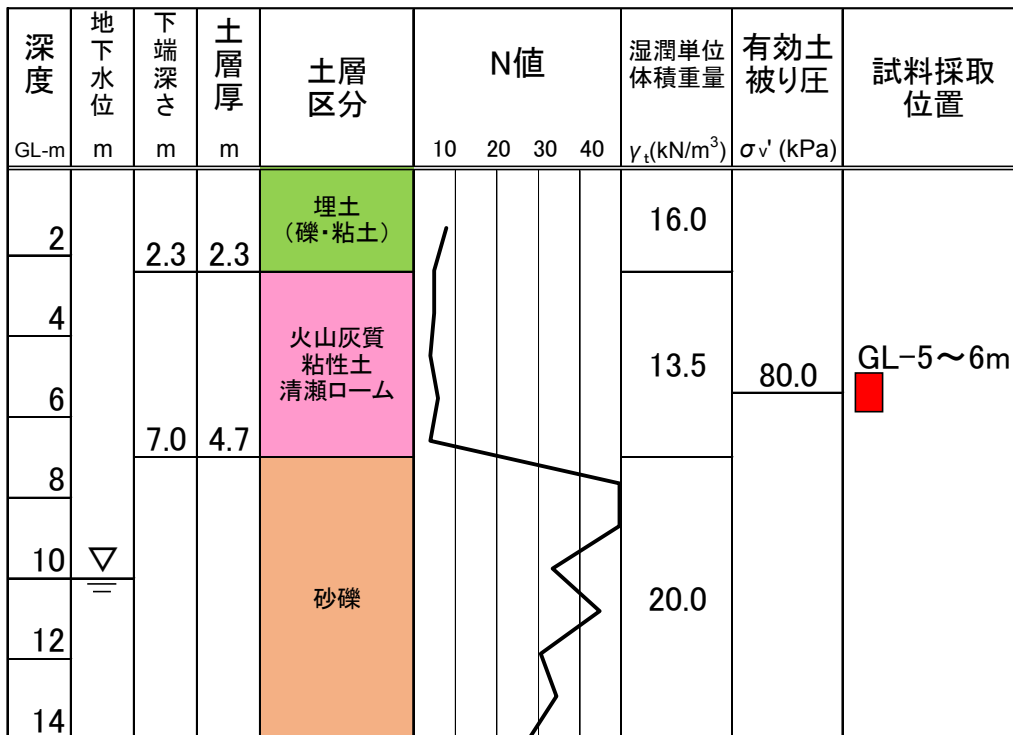 深度
GL-m
地下水位
m
下端深さ
m
土層厚
m
土層
区分
N値
10 20 30 40
湿潤単位
体積重量
γt(kN/m³)
有効土
被り圧
σv' (kPa)
試料採取
位置
2
2.3
2.3
埋土
（礫・粘土）
16.0
4
6
7.0
4.7
火山灰質
粘性土
清瀬ローム
13.5
80.0
GL-5～6m
8
10
▽
12
14
砂礫
20.0